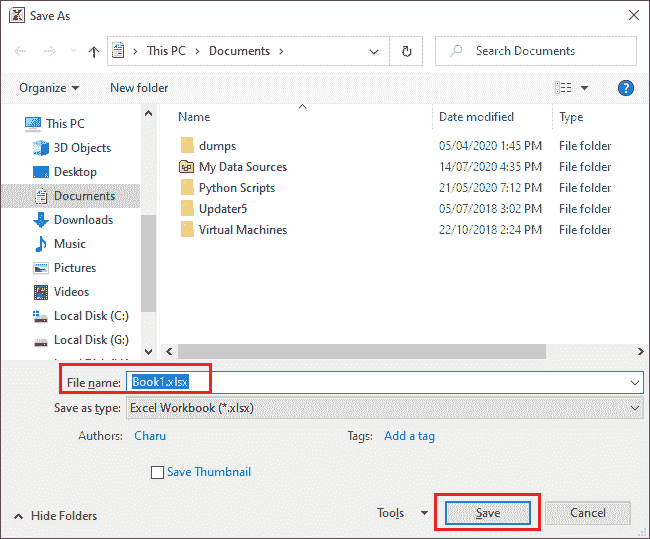 Save As
This PC > Documents >
Search Documents
Organize New folder
Name Date modified Type
This PC
3D Objects
Desktop
Documents
Downloads
Music
Pictures
Videos
Local Disk (C:)
Local Disk (G:)
dumps 05/04/2020 1:45 PM File folder
My Data Sources 14/07/2020 4:35 PM File folder
Python Scripts 21/05/2020 7:12 PM File folder
Updater5 05/07/2018 3:02 PM File folder
Virtual Machines 22/10/2018 2:24 PM File folder
File name: Book1.xlsx
Save as type: Excel Workbook (*.xlsx)
Authors: Charu Tags: Add a tag
Save Thumbnail
Hide Folders Tools Save Cancel